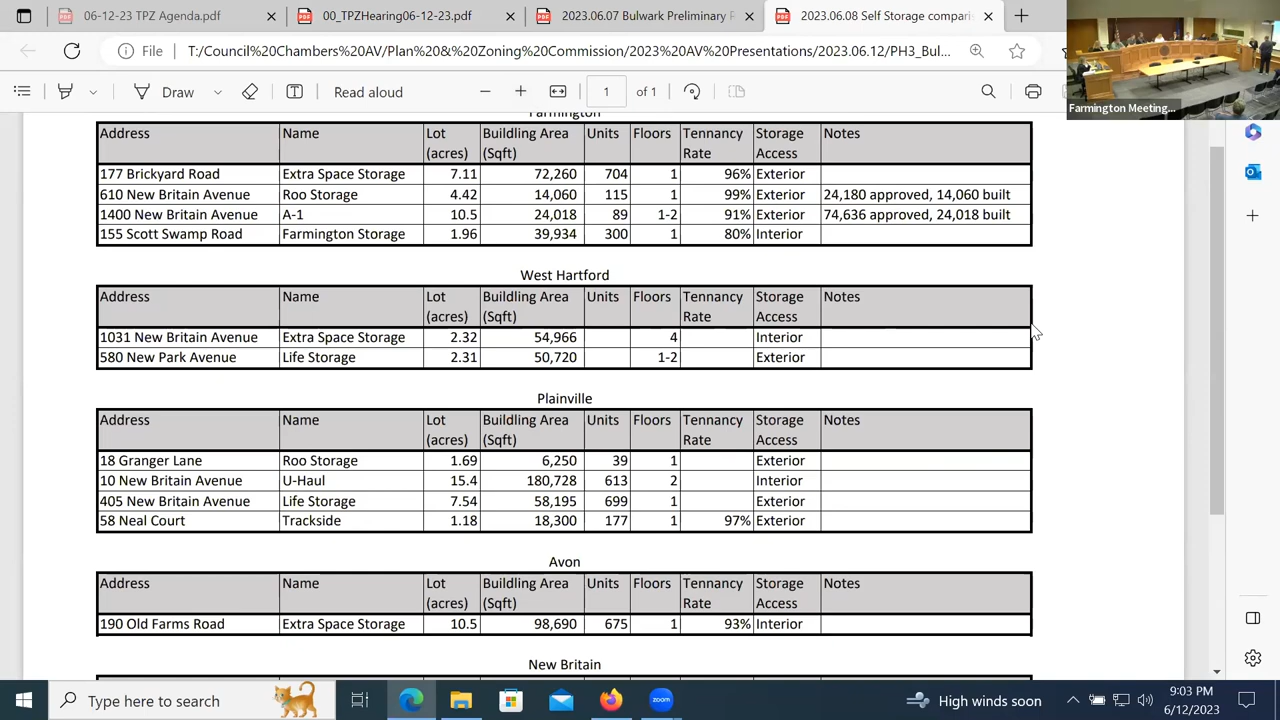 06-12-23 TPZ Agenda.pdf
00_TPZHearing06-12-23.pdf
2023.06.07 Bulwark Preliminary P
2023.06.08 Self Storage compari
File
T:/Council%20Chambers%20AV/Plan%20&%20Zoning%20Commission/2023%20AV%20Presentations/2023.06.12/PH3_Bul...
Draw
Read aloud
1 of 1
Farmington Meeting...
Farmington
Address Name Lot (acres) Buildling Area (Sqft) Units Floors Tennancy Rate Storage Access Notes
177 Brickyard Road Extra Space Storage 7.11 72,260 704 1 96% Exterior
610 New Britain Avenue Roo Storage 4.42 14,060 115 1 99% Exterior 24,180 approved, 14,060 built
1400 New Britain Avenue A-1 10.5 24,018 89 1-2 91% Exterior 74,636 approved, 24,018 built
155 Scott Swamp Road Farmington Storage 1.96 39,934 300 1 80% Interior
West Hartford
Address Name Lot (acres) Buildling Area (Sqft) Units Floors Tennancy Rate Storage Access Notes
1031 New Britain Avenue Extra Space Storage 2.32 54,966 4 Interior
580 New Park Avenue Life Storage 2.31 50,720 1-2 Exterior
Plainville
Address Name Lot (acres) Buildling Area (Sqft) Units Floors Tennancy Rate Storage Access Notes
18 Granger Lane Roo Storage 1.69 6,250 39 1 Exterior
10 New Britain Avenue U-Haul 15.4 180,728 613 2 Interior
405 New Britain Avenue Life Storage 7.54 58,195 699 1 Exterior
58 Neal Court Trackside 1.18 18,300 177 1 97% Exterior
Avon
Address Name Lot (acres) Buildling Area (Sqft) Units Floors Tennancy Rate Storage Access Notes
190 Old Farms Road Extra Space Storage 10.5 98,690 675 1 93% Interior
New Britain
Type here to search
zoom
High winds soon
9:03 PM
6/12/2023